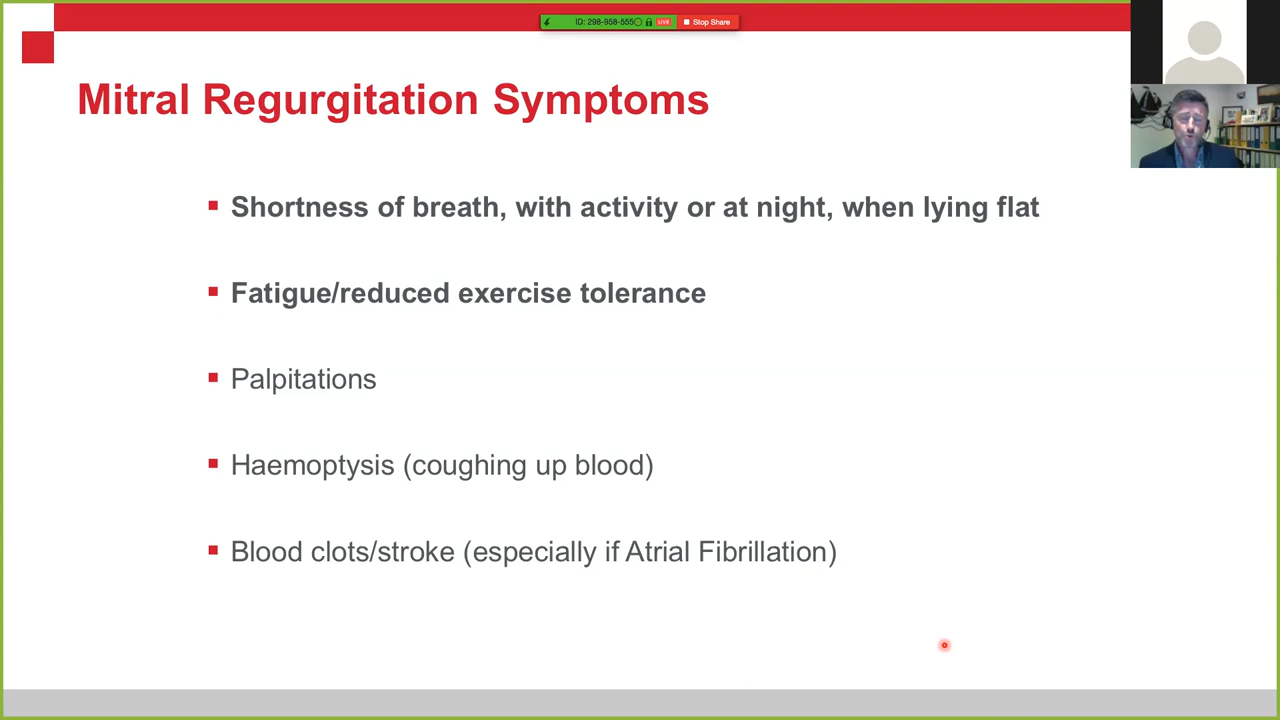 ID: 298-958-555
LIVE
Stop Share
Mitral Regurgitation Symptoms
Shortness of breath, with activity or at night, when lying flat
Fatigue/reduced exercise tolerance
Palpitations
Haemoptysis (coughing up blood)
Blood clots/stroke (especially if Atrial Fibrillation)